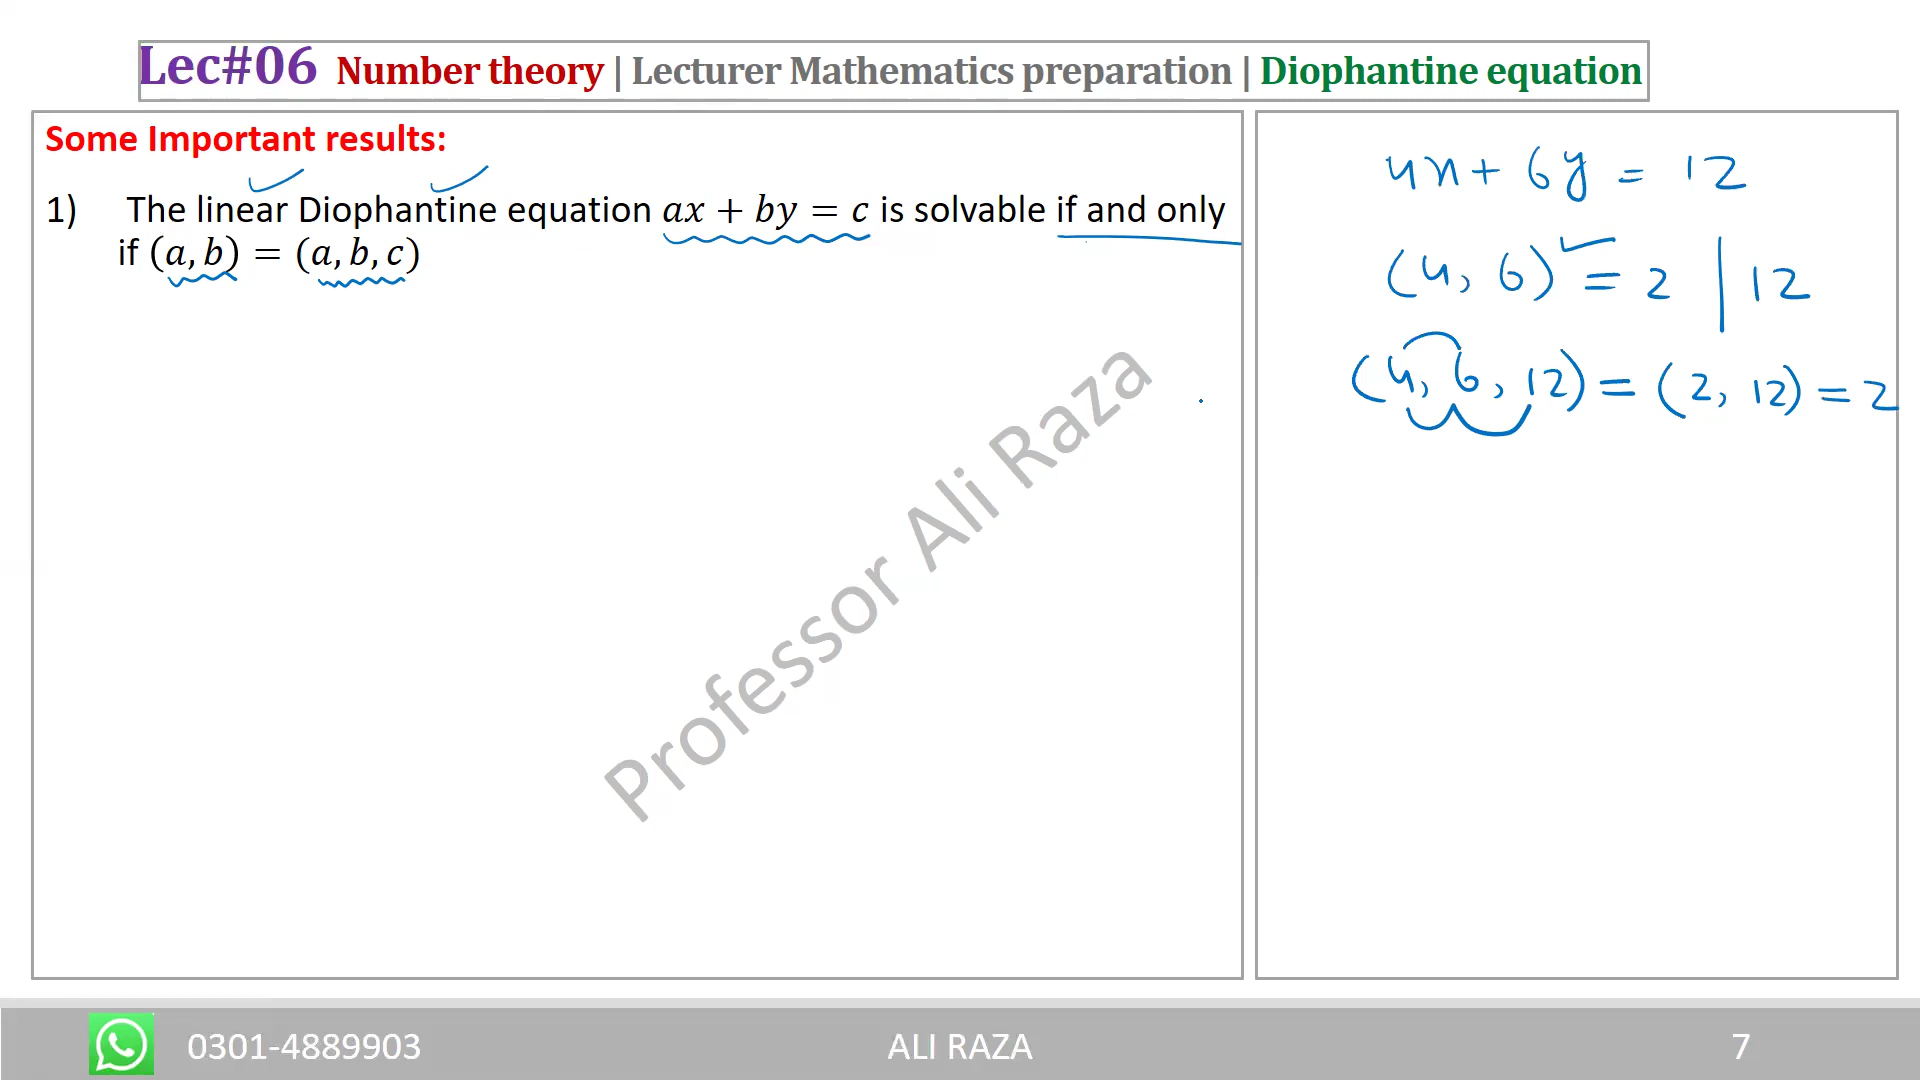 Lec#06 Number theory | Lecturer Mathematics preparation | Diophantine equation
Some Important results:
1) The linear Diophantine equation ax + by = c is solvable if and only
if (a, b) = (a, b, c)
4x + 6y = 12
(4, 6) = 2 | 12
(4, 6, 12) = (2, 12) = 2
Professor Ali Raza
0301-4889903
ALI RAZA
7